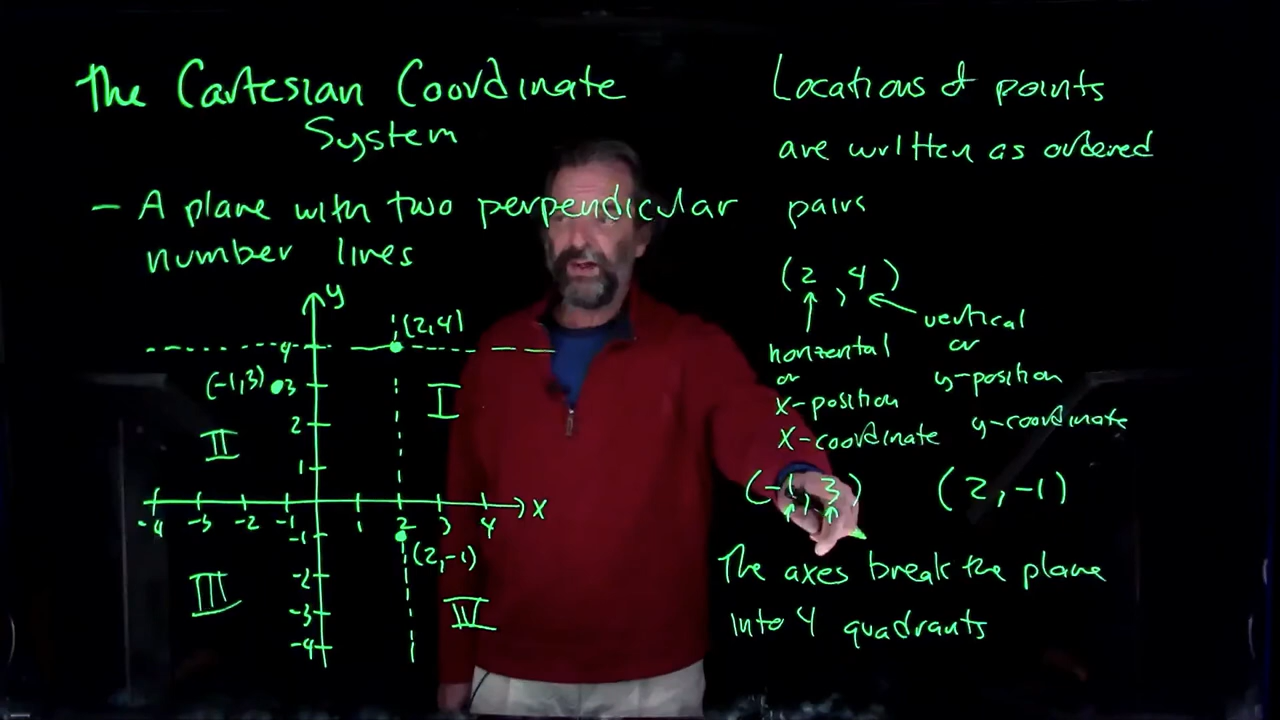 The Cartesian Coordinate
System
- A plane with two perpendicular
number lines
y
(2,4)
4
(-1,3) 3
I
2
II
1
-4 -3 -2 -1 1 2 3 4 x
-1
(2,-1)
-2
III
IV
-3
-4
Locations of points
are written as ordered
pairs
(2,4)
vertical
or
y-position
y-coordinate
horizontal
or
x-position
x-coordinate
(-1,3) (2,-1)
The axes break the plane
into 4 quadrants